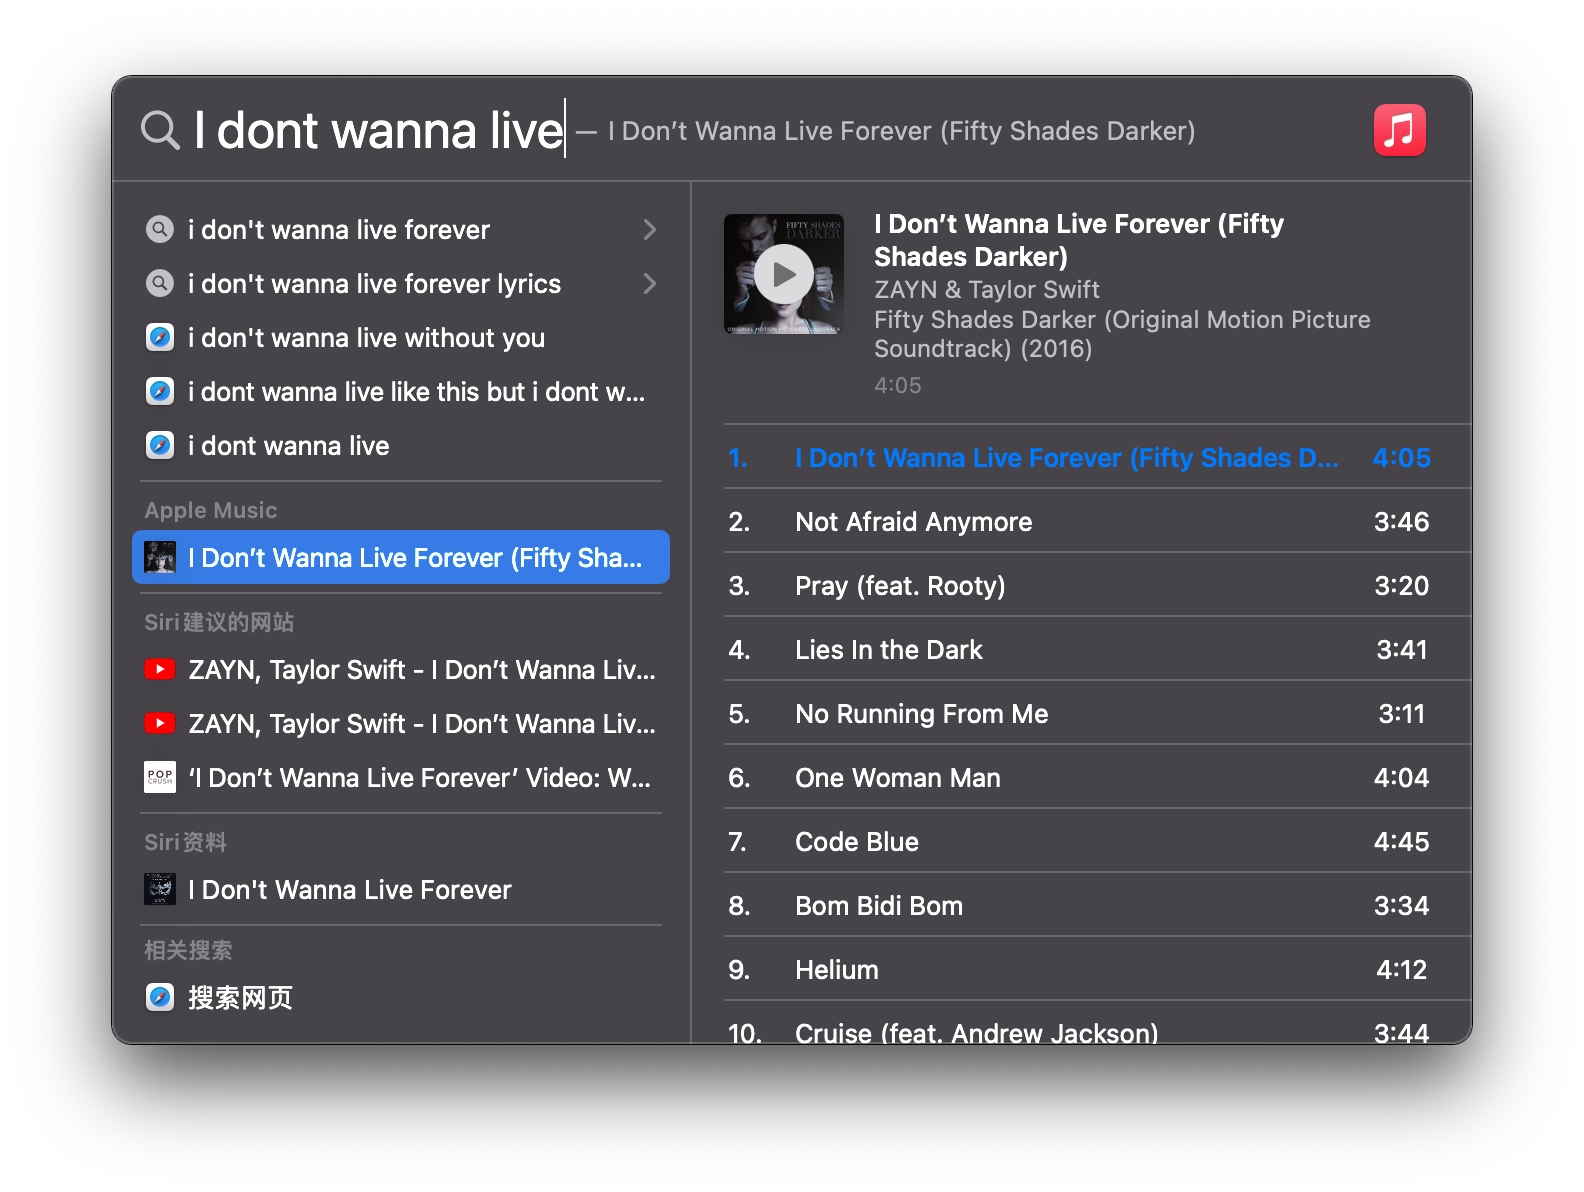 I dont wanna live — I Don’t Wanna Live Forever (Fifty Shades Darker)
i don't wanna live forever
i don't wanna live forever lyrics
i don't wanna live without you
i dont wanna live like this but i dont w...
i dont wanna live
Apple Music
I Don’t Wanna Live Forever (Fifty Sha...
Siri建议的网站
ZAYN, Taylor Swift - I Don’t Wanna Liv...
ZAYN, Taylor Swift - I Don’t Wanna Liv...
POP
CRUSH
‘I Don’t Wanna Live Forever’ Video: W...
Siri资料
I Don't Wanna Live Forever
相关搜索
搜索网页
FIFTY SHADES
DARKER
ORIGINAL MOTION PICTURE SOUNDTRACK
I Don’t Wanna Live Forever (Fifty
Shades Darker)
ZAYN & Taylor Swift
Fifty Shades Darker (Original Motion Picture
Soundtrack) (2016)
4:05
1. I Don’t Wanna Live Forever (Fifty Shades D... 4:05
2. Not Afraid Anymore 3:46
3. Pray (feat. Rooty) 3:20
4. Lies In the Dark 3:41
5. No Running From Me 3:11
6. One Woman Man 4:04
7. Code Blue 4:45
8. Bom Bidi Bom 3:34
9. Helium 4:12
10. Cruise (feat. Andrew Jackson) 3:44